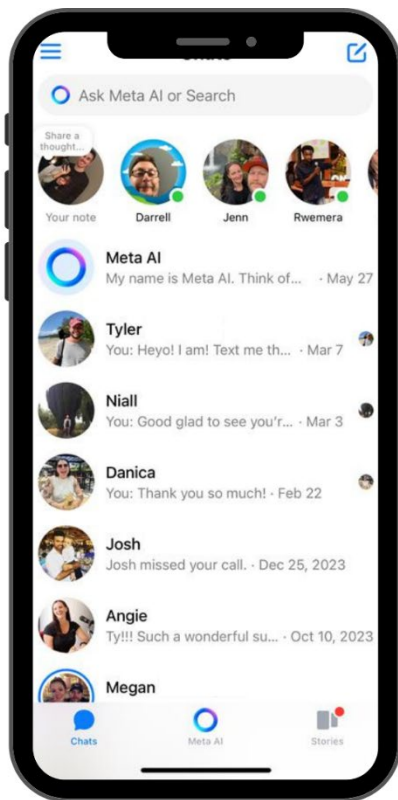 Ask Meta AI or Search
Share a
thought...
Your note
Darrell
Jenn
Rwemera
Meta AI
My name is Meta AI. Think of... · May 27
Tyler
You: Heyo! I am! Text me th... · Mar 7
Niall
You: Good glad to see you'r... · Mar 3
Danica
You: Thank you so much! · Feb 22
Josh
Josh missed your call. · Dec 25, 2023
Angie
Ty!!! Such a wonderful su... · Oct 10, 2023
Megan
Chats
Meta AI
Stories